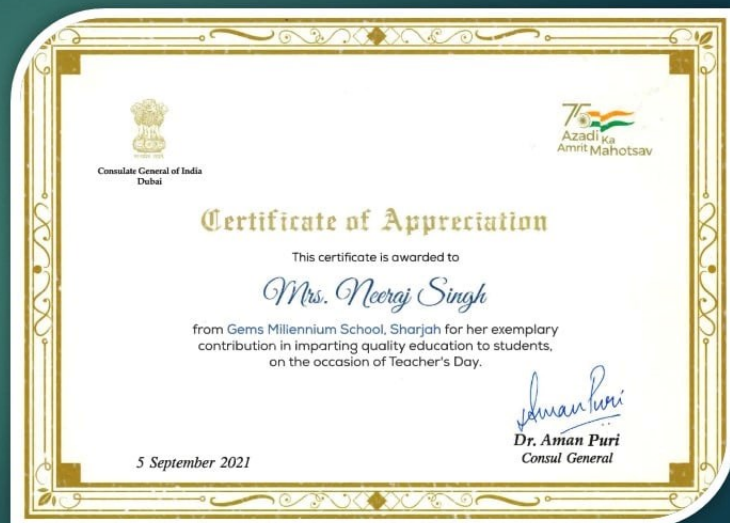 75
Azadi Ka
Amrit Mahotsav
Consulate General of India
Dubai
Certificate of Appreciation
This certificate is awarded to
Mrs. Neeraj Singh
from Gems Millennium School, Sharjah for her exemplary
contribution in imparting quality education to students,
on the occasion of Teacher's Day.
Aman Puri
Dr. Aman Puri
Consul General
5 September 2021